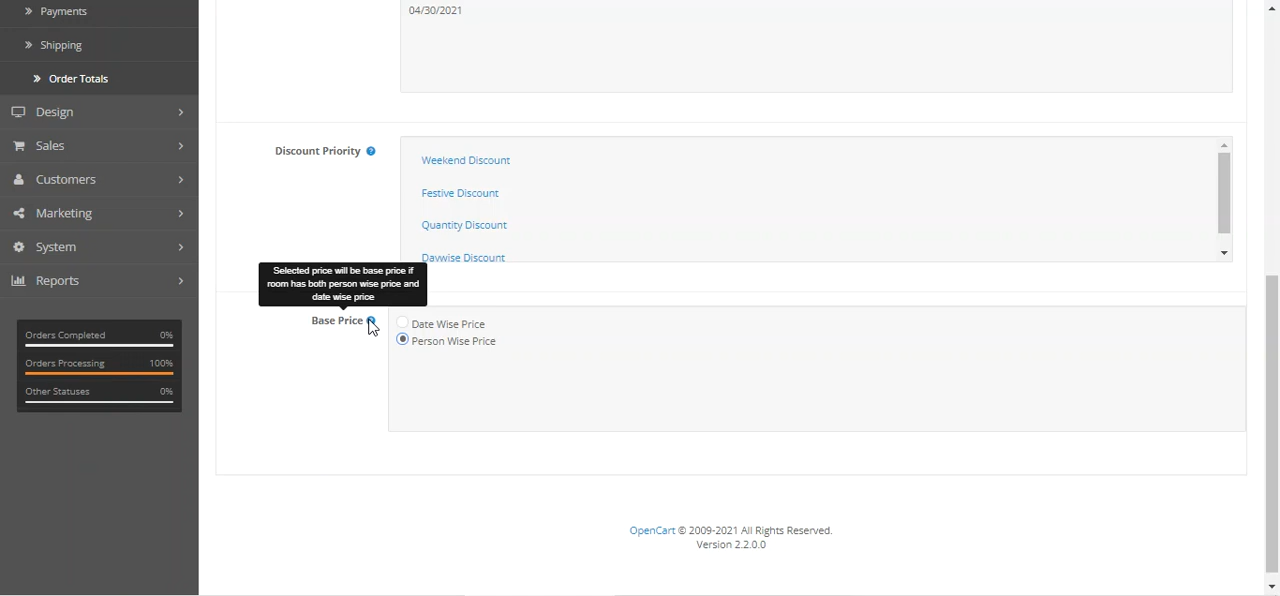 Payments
Shipping
Order Totals
Design
Sales
Customers
Marketing
System
Reports
Orders Completed 0%
Orders Processing 100%
Other Statuses 0%
04/30/2021
Discount Priority
Weekend Discount
Festive Discount
Quantity Discount
Daywise Discount
Selected price will be base price if
room has both person wise price and
date wise price
Base Price
Date Wise Price
Person Wise Price
OpenCart © 2009-2021 All Rights Reserved.
Version 2.2.0.0